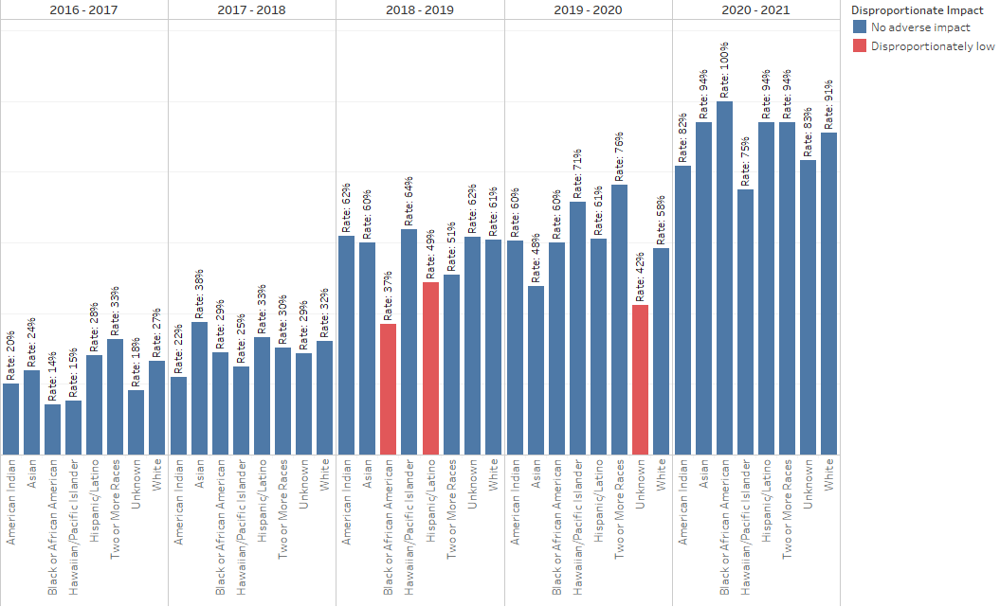 2016 - 2017
2017 - 2018
2018 - 2019
2019 - 2020
2020 - 2021
Disproportionate Impact
No adverse impact
Disproportionately low
Rate: 20%
Rate: 24%
Rate: 14%
Rate: 15%
Rate: 28%
Rate: 33%
Rate: 18%
Rate: 27%
Rate: 22%
Rate: 38%
Rate: 29%
Rate: 25%
Rate: 33%
Rate: 30%
Rate: 29%
Rate: 32%
Rate: 62%
Rate: 60%
Rate: 37%
Rate: 64%
Rate: 49%
Rate: 51%
Rate: 62%
Rate: 61%
Rate: 60%
Rate: 48%
Rate: 60%
Rate: 71%
Rate: 61%
Rate: 76%
Rate: 42%
Rate: 58%
Rate: 82%
Rate: 94%
Rate: 100%
Rate: 75%
Rate: 94%
Rate: 94%
Rate: 83%
Rate: 91%
American Indian
Asian
Black or African American
Hawaiian/Pacific Islander
Hispanic/Latino
Two or More Races
Unknown
White
American Indian
Asian
Black or African American
Hawaiian/Pacific Islander
Hispanic/Latino
Two or More Races
Unknown
White
American Indian
Asian
Black or African American
Hawaiian/Pacific Islander
Hispanic/Latino
Two or More Races
Unknown
White
American Indian
Asian
Black or African American
Hawaiian/Pacific Islander
Hispanic/Latino
Two or More Races
Unknown
White
American Indian
Asian
Black or African American
Hawaiian/Pacific Islander
Hispanic/Latino
Two or More Races
Unknown
White